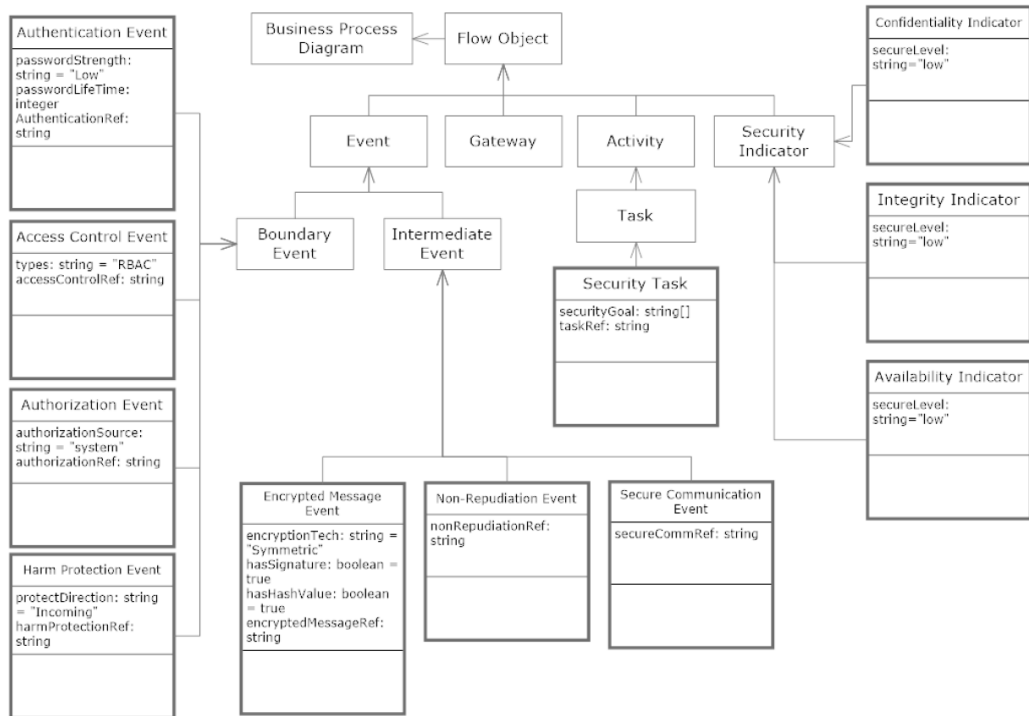 Authentication Event
passwordStrength:
string = "Low"
passwordLifeTime:
integer
AuthenticationRef:
string
Access Control Event
types: string = "RBAC"
accessControlRef: string
Authorization Event
authorizationSource:
string = "system"
authorizationRef: string
Harm Protection Event
protectDirection: string
= "Incoming"
harmProtectionRef:
string
Business Process
Diagram
Flow Object
Event
Gateway
Activity
Security
Indicator
Boundary
Event
Intermediate
Event
Task
Security Task
securityGoal: string[]
taskRef: string
Encrypted Message
Event
encryptionTech: string =
"Symmetric"
hasSignature: boolean =
true
hasHashValue: boolean
= true
encryptedMessageRef:
string
Non-Repudiation Event
nonRepudiationRef:
string
Secure Communication
Event
secureCommRef: string
Confidentiality Indicator
secureLevel:
string="low"
Integrity Indicator
secureLevel:
string="low"
Availability Indicator
secureLevel:
string="low"